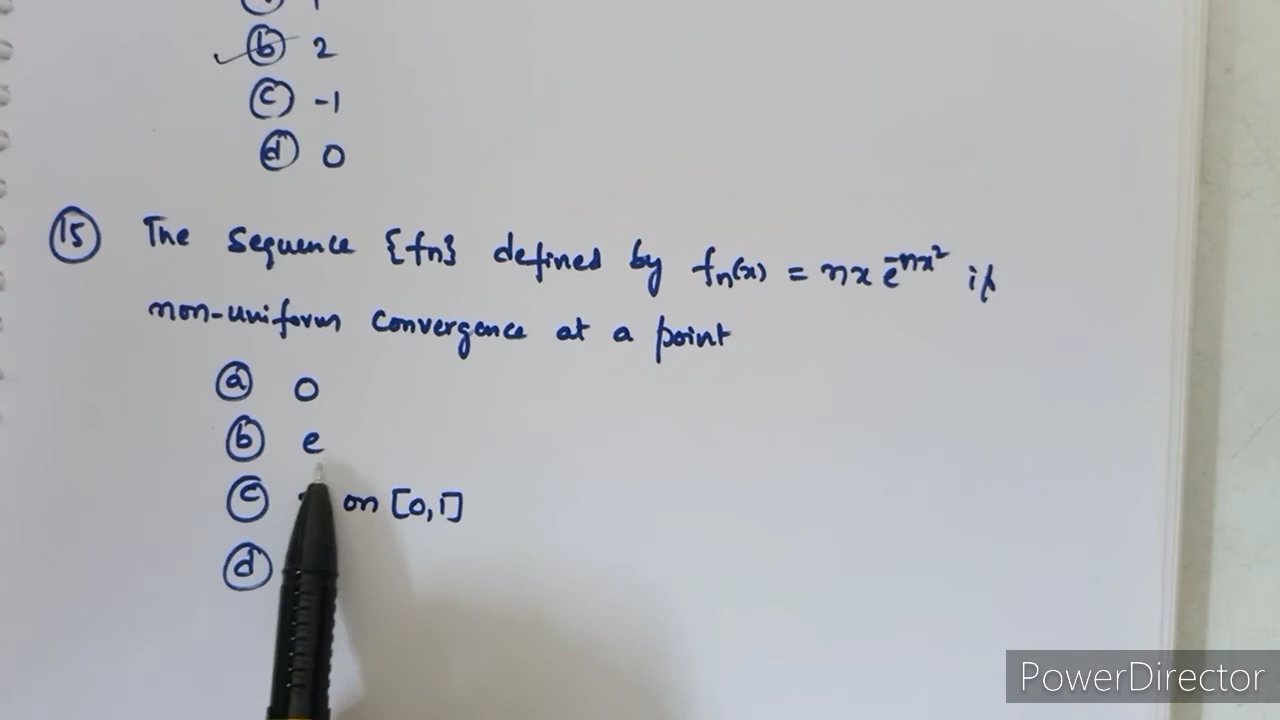 b 2
c -1
d 0
15 The sequence {fn} defined by fn(x) = nx e^-nx² is
non-uniform convergence at a point
a 0
b e
c on [0,1]
d
PowerDirector